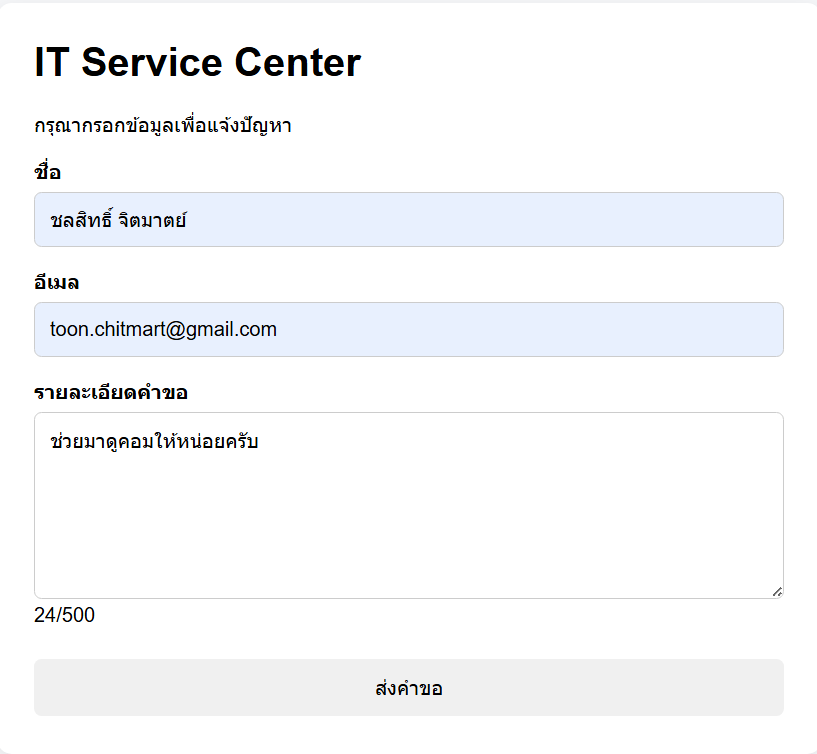 IT Service Center
กรุณากรอกข้อมูลเพื่อแจ้งปัญหา
ชื่อ
ชลสิทธิ์ จิตมาตย์
อีเมล
toon.chitmart@gmail.com
รายละเอียดคำขอ
ช่วยมาดูคอมให้หน่อยครับ
24/500
ส่งคำขอ